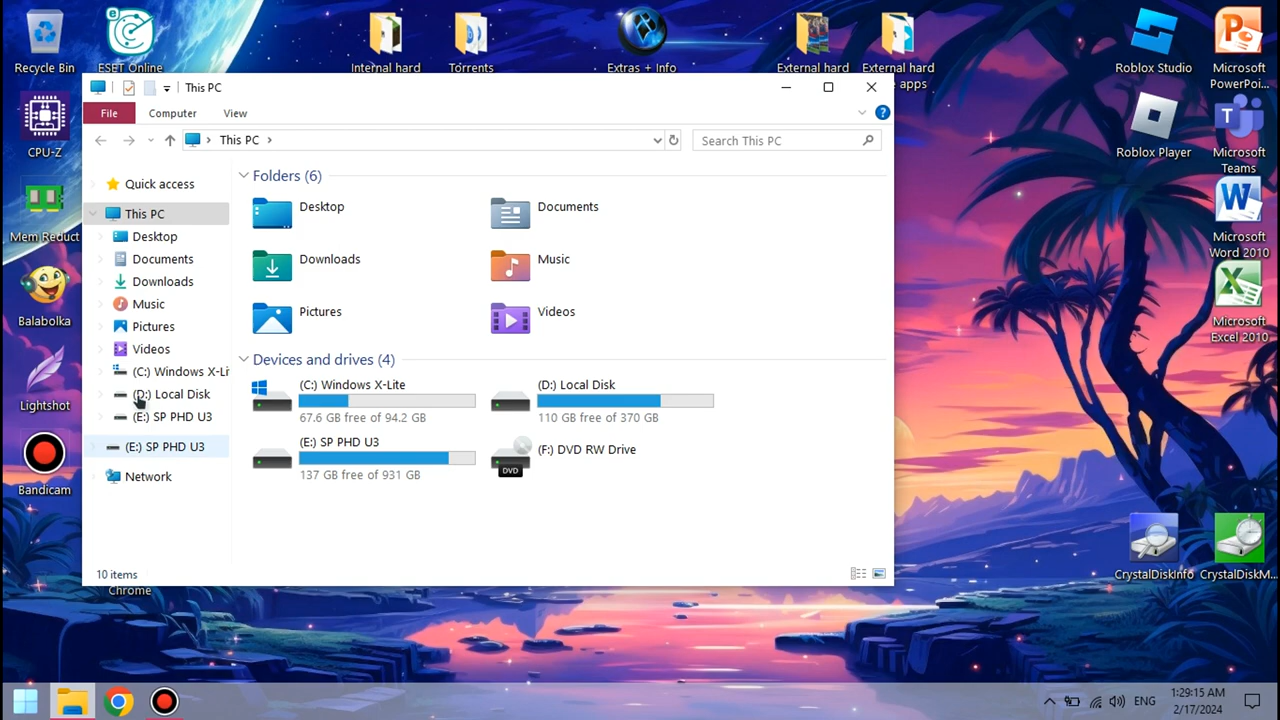 Recycle Bin
ESET Online
Internal hard
Torrents
Extras + Info
External hard
External hard
apps
Roblox Studio
Microsoft
PowerPoi...
CPU-Z
Mem Reduct
Balabolka
Lightshot
Bandicam
Roblox Player
Microsoft
Teams
Microsoft
Word 2010
Microsoft
Excel 2010
CrystalDiskInfo
CrystalDiskM...
This PC
File
Computer
View
?
This PC
Search This PC
Quick access
This PC
Desktop
Documents
Downloads
Music
Pictures
Videos
(C:) Windows X-Li
(D:) Local Disk
(E:) SP PHD U3
(E:) SP PHD U3
Network
Folders (6)
Desktop
Documents
Downloads
Music
Pictures
Videos
Devices and drives (4)
(C:) Windows X-Lite
67.6 GB free of 94.2 GB
(D:) Local Disk
110 GB free of 370 GB
(E:) SP PHD U3
137 GB free of 931 GB
(F:) DVD RW Drive
DVD
10 items
Chrome
ENG
1:29:15 AM
2/17/2024